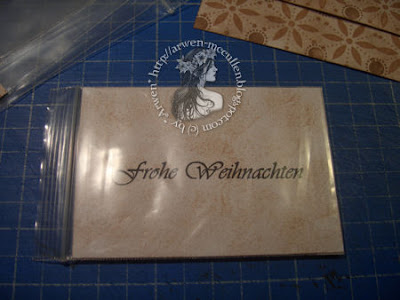 *Arwen* http://arwen-mccullen.blogspot.com (c) by
Frohe Weihnachten